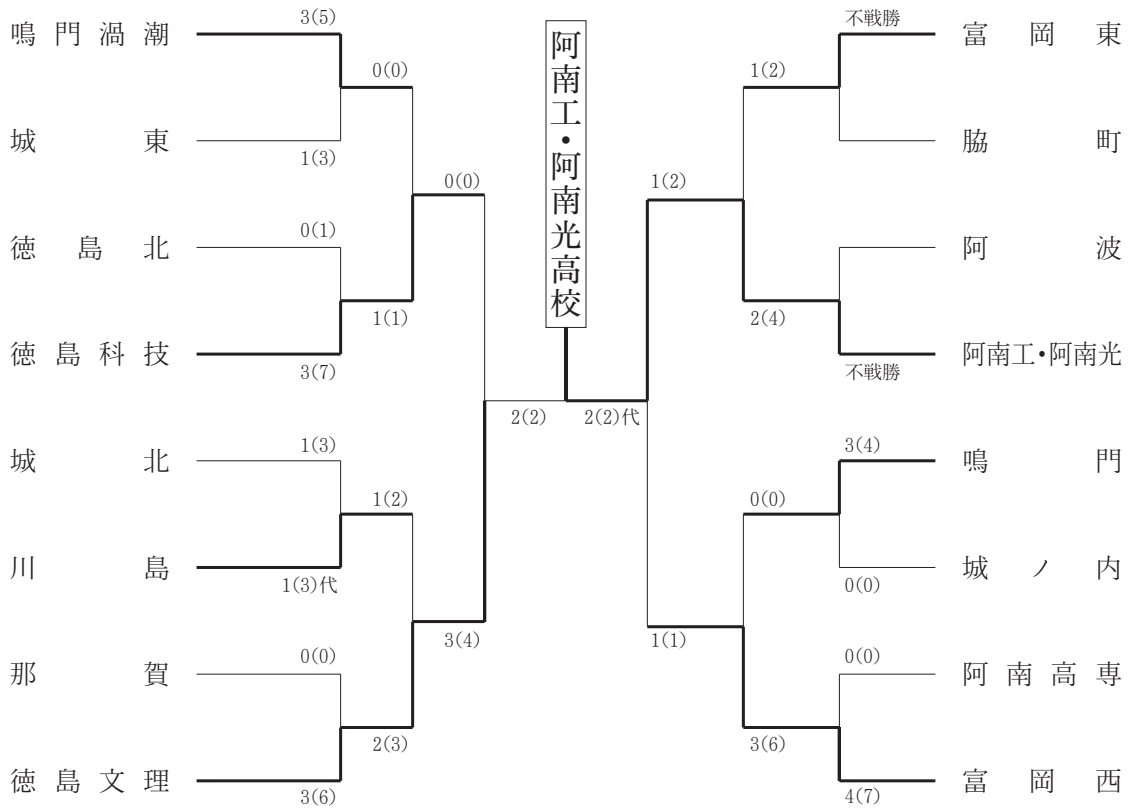 鳴門渦潮
3(5)
城東
1(3)
0(0)
徳島北
0(1)
徳島科技
3(7)
1(1)
0(0)
城北
1(3)
川島
1(3)代
1(2)
那賀
0(0)
徳島文理
3(6)
2(3)
3(4)
2(2)
阿南工・阿南光高校
2(2)代
不戦勝
富岡東
1(2)
脇町
1(2)
阿波
2(4)
阿南工・阿南光
不戦勝
3(4)
鳴門
0(0)
城ノ内
0(0)
1(1)
0(0)
阿南高専
3(6)
富岡西
4(7)